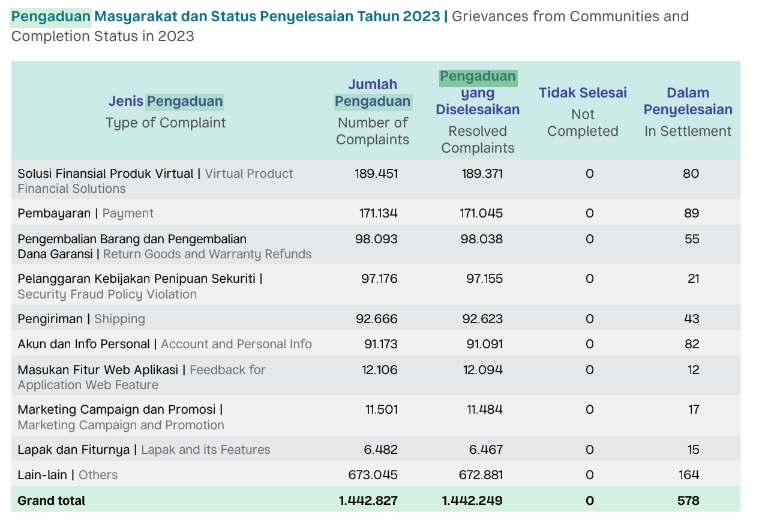 Pengaduan Masyarakat dan Status Penyelesaian Tahun 2023 | Grievances from Communities and
Completion Status in 2023
Jenis Pengaduan
Type of Complaint
Jumlah
Pengaduan
Number of
Complaints
Pengaduan
yang
Diselesaikan
Resolved
Complaints
Tidak Selesai
Not
Completed
Dalam
Penyelesaian
In Settlement
Solusi Finansial Produk Virtual | Virtual Product
Financial Solutions
189.451 189.371 0 80
Pembayaran | Payment 171.134 171.045 0 89
Pengembalian Barang dan Pengembalian
Dana Garansi | Return Goods and Warranty Refunds
98.093 98.038 0 55
Pelanggaran Kebijakan Penipuan Sekuriti |
Security Fraud Policy Violation
97.176 97.155 0 21
Pengiriman | Shipping 92.666 92.623 0 43
Akun dan Info Personal | Account and Personal Info 91.173 91.091 0 82
Masukan Fitur Web Aplikasi | Feedback for
Application Web Feature
12.106 12.094 0 12
Marketing Campaign dan Promosi |
Marketing Campaign and Promotion
11.501 11.484 0 17
Lapak dan Fiturnya | Lapak and its Features 6.482 6.467 0 15
Lain-lain | Others 673.045 672.881 0 164
Grand total 1.442.827 1.442.249 0 578